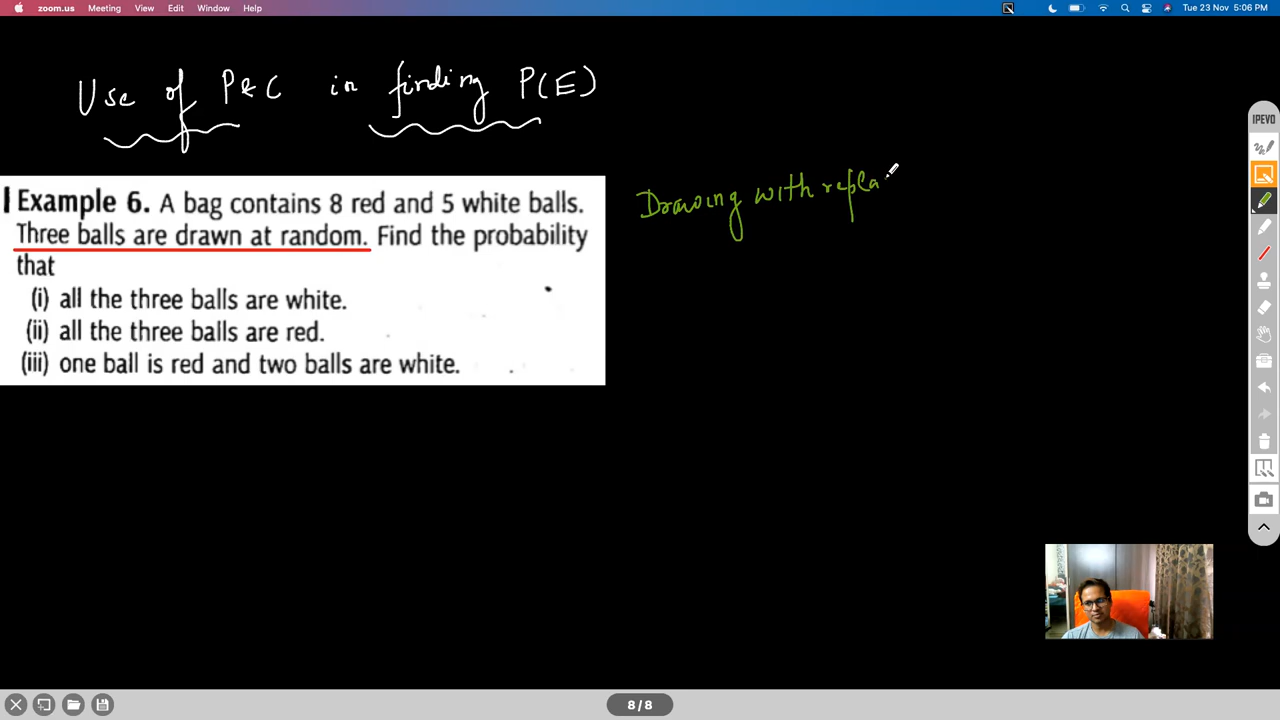 zoom.us Meeting View Edit Window Help Tue 23 Nov 5:06 PM
Use of P&C in finding P(E)
IPEVO
Example 6. A bag contains 8 red and 5 white balls.
Three balls are drawn at random. Find the probability
that
(i) all the three balls are white.
(ii) all the three balls are red.
(iii) one ball is red and two balls are white.
Drawing with repla
8/8